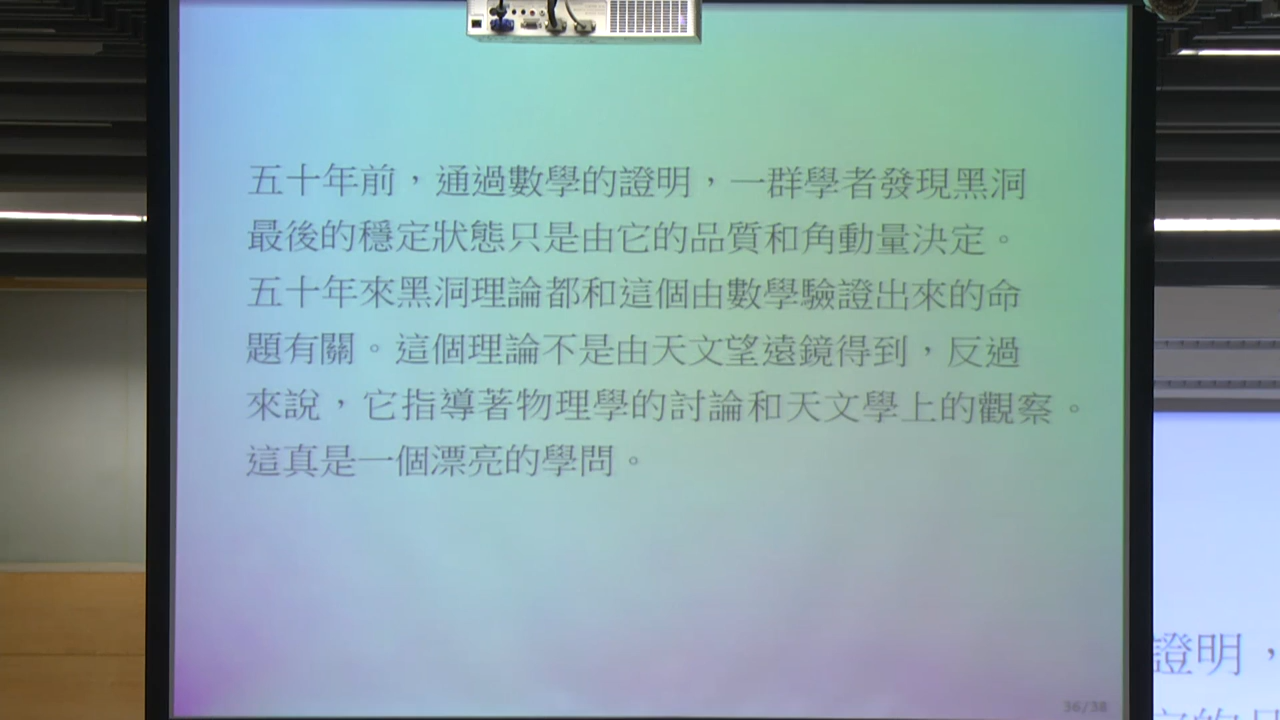 五十年前，通過數學的證明，一群學者發現黑洞
最後的穩定狀態只是由它的品質和角動量決定。
五十年來黑洞理論都和這個由數學驗證出來的命
題有關。這個理論不是由天文望遠鏡得到，反過
來說，它指導著物理學的討論和天文學上的觀察。
這真是一個漂亮的學問。
36/38
證明，